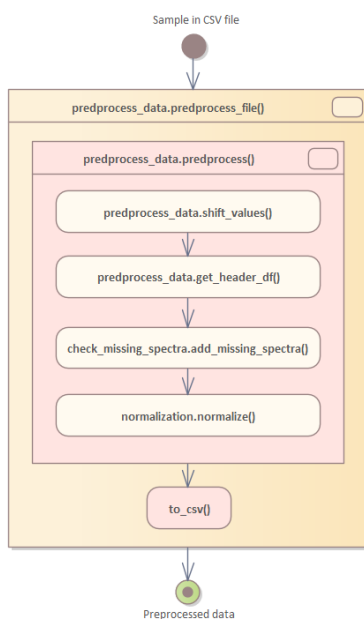 Sample in CSV file
predprocess_data.predprocess_file()
predprocess_data.predprocess()
predprocess_data.shift_values()
predprocess_data.get_header_df()
check_missing_spectra.add_missing_spectra()
normalization.normalize()
to_csv()
Preprocessed data